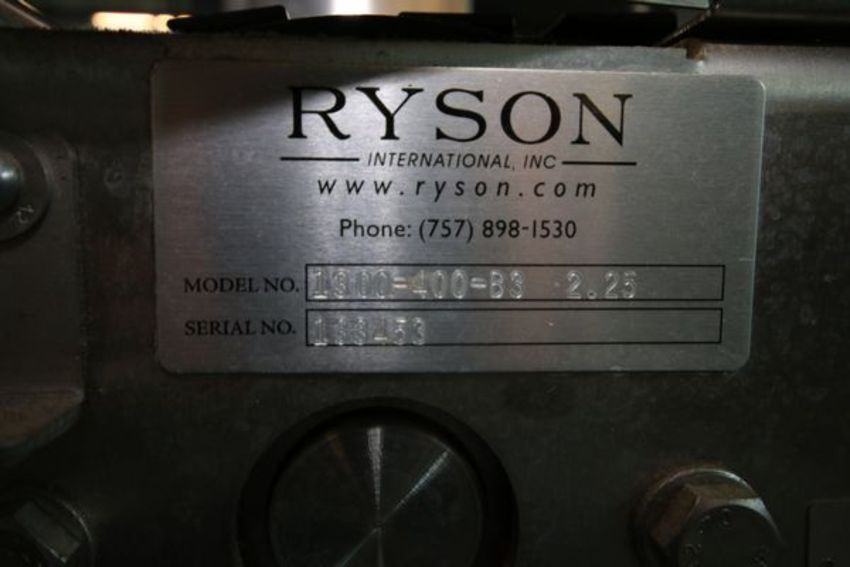 RYSON
INTERNATIONAL, INC
www.ryson.com
Phone: (757) 898-1530
MODEL NO. 1300-400-B3 2.25
SERIAL NO. 133453